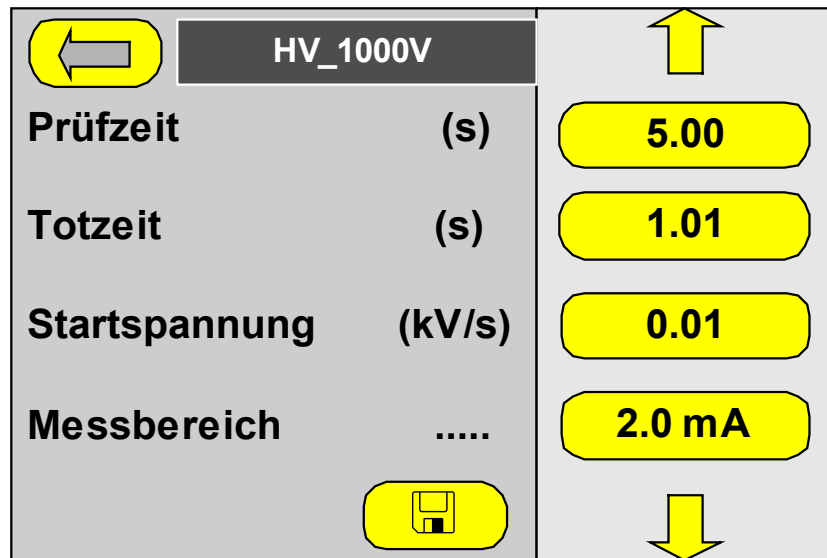 HV_1000V
Prüfzeit (s) 5.00
Totzeit (s) 1.01
Startspannung (kV/s) 0.01
Messbereich ..... 2.0 mA